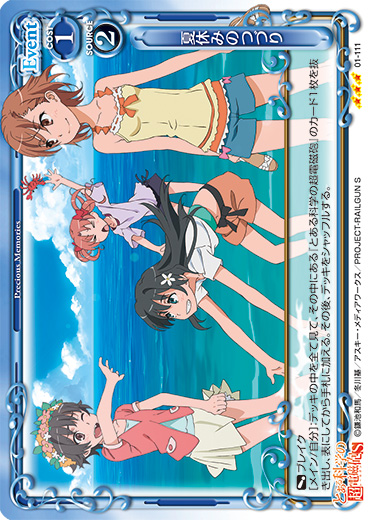 Event
COST
1
SOURCE
2
夏休みのつづり
Precious Memories
ブレイク
[メイン/自分]:デッキの中を全て見て、その中にある『とある科学の超電磁砲』のカード1枚を抜
き出し、表にしてから手札に加える。その後、デッキをシャッフルする。
とある科学の
超電磁砲S
©鎌池和馬/冬川基/アスキー・メディアワークス/PROJECT-RAILGUN S
01-111